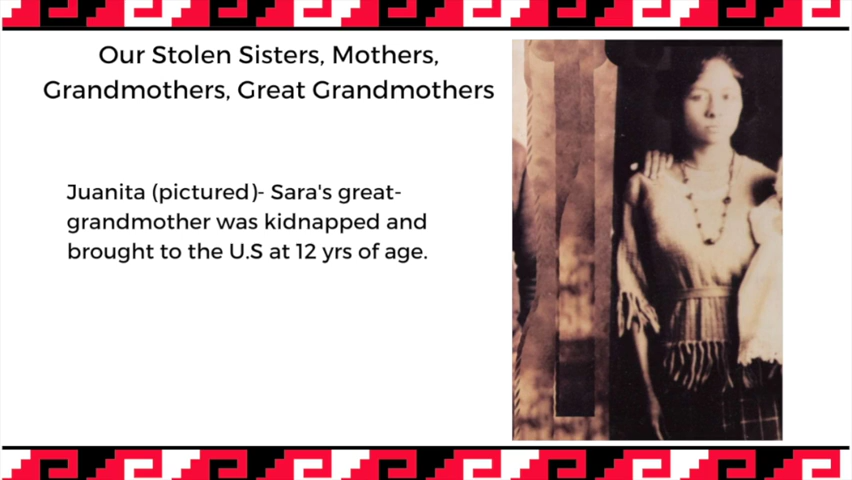 Our Stolen Sisters, Mothers,
Grandmothers, Great Grandmothers
Juanita (pictured)- Sara's great-
grandmother was kidnapped and
brought to the U.S at 12 yrs of age.